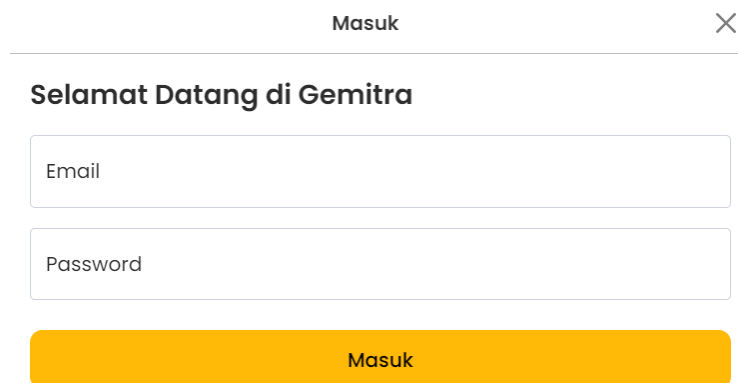 Masuk
Selamat Datang di Gemitra
Email
Password
Masuk